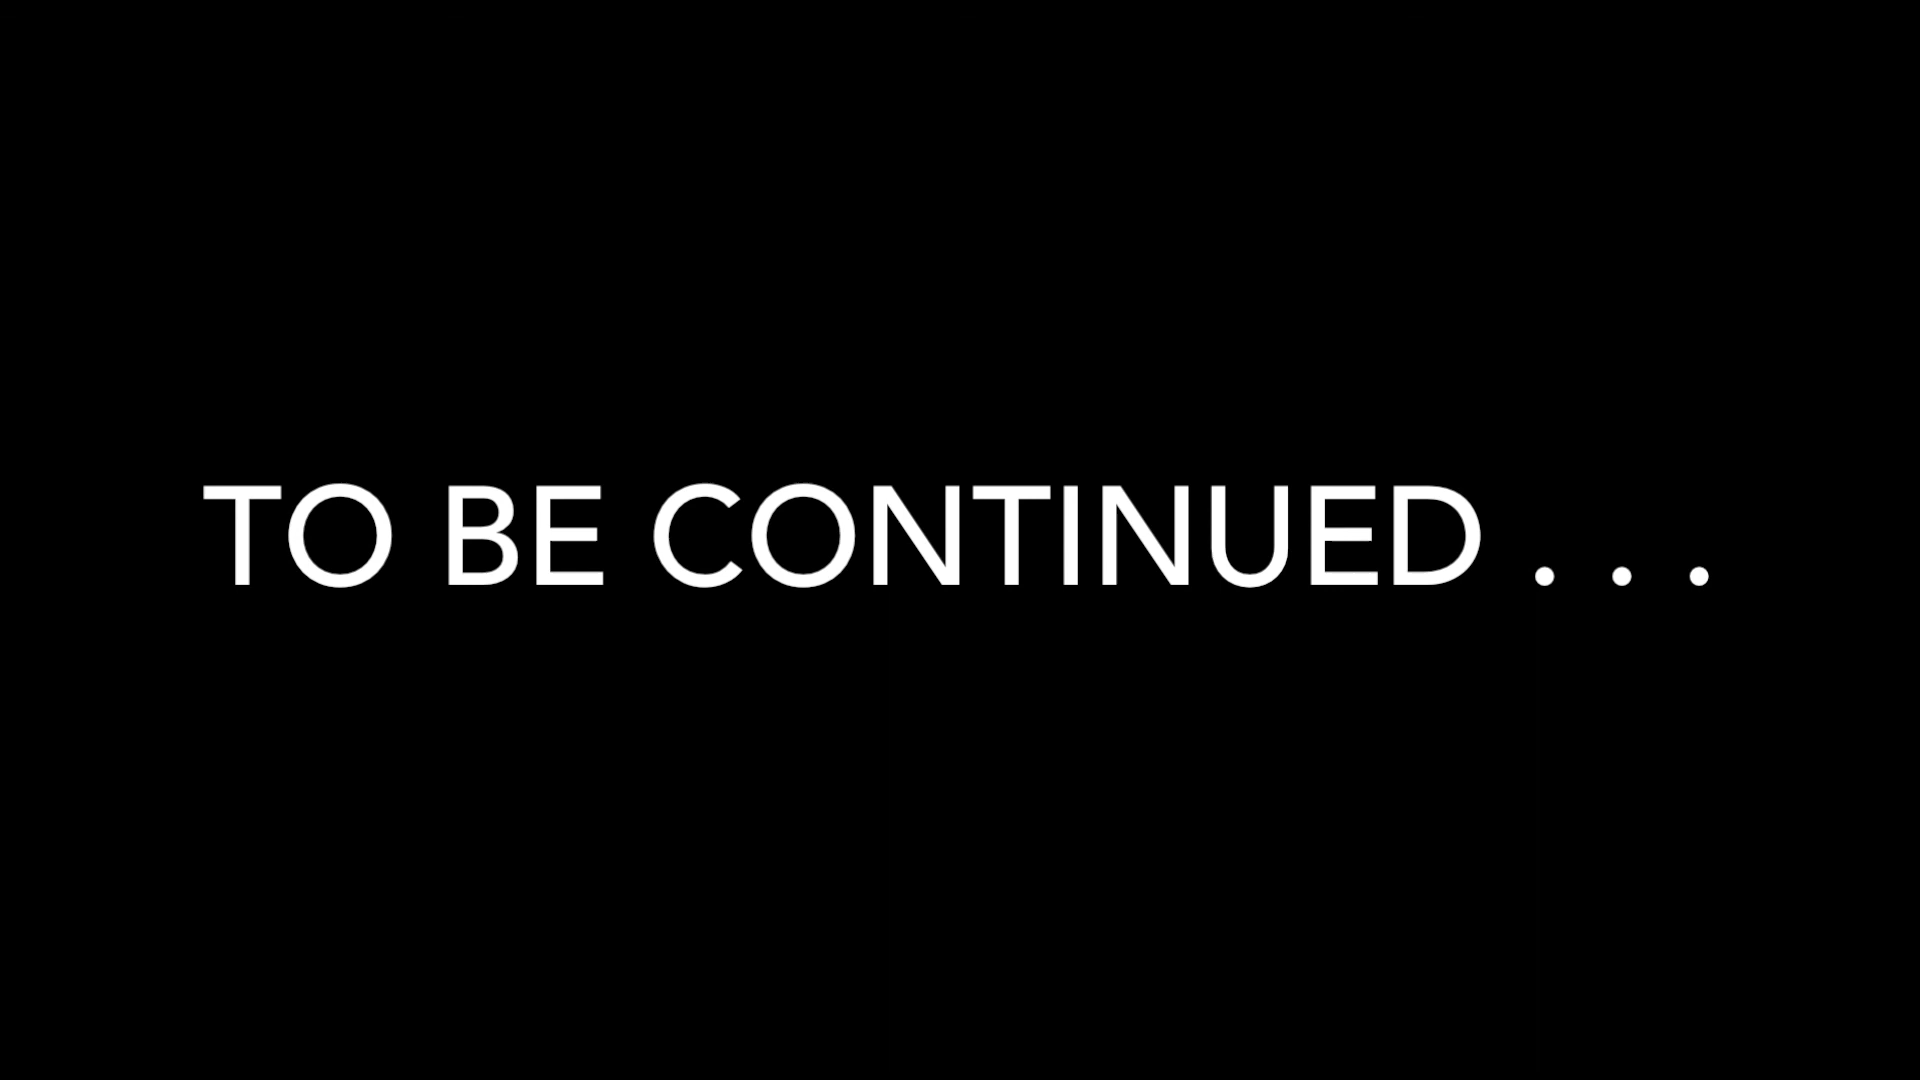 TO BE CONTINUED . . .